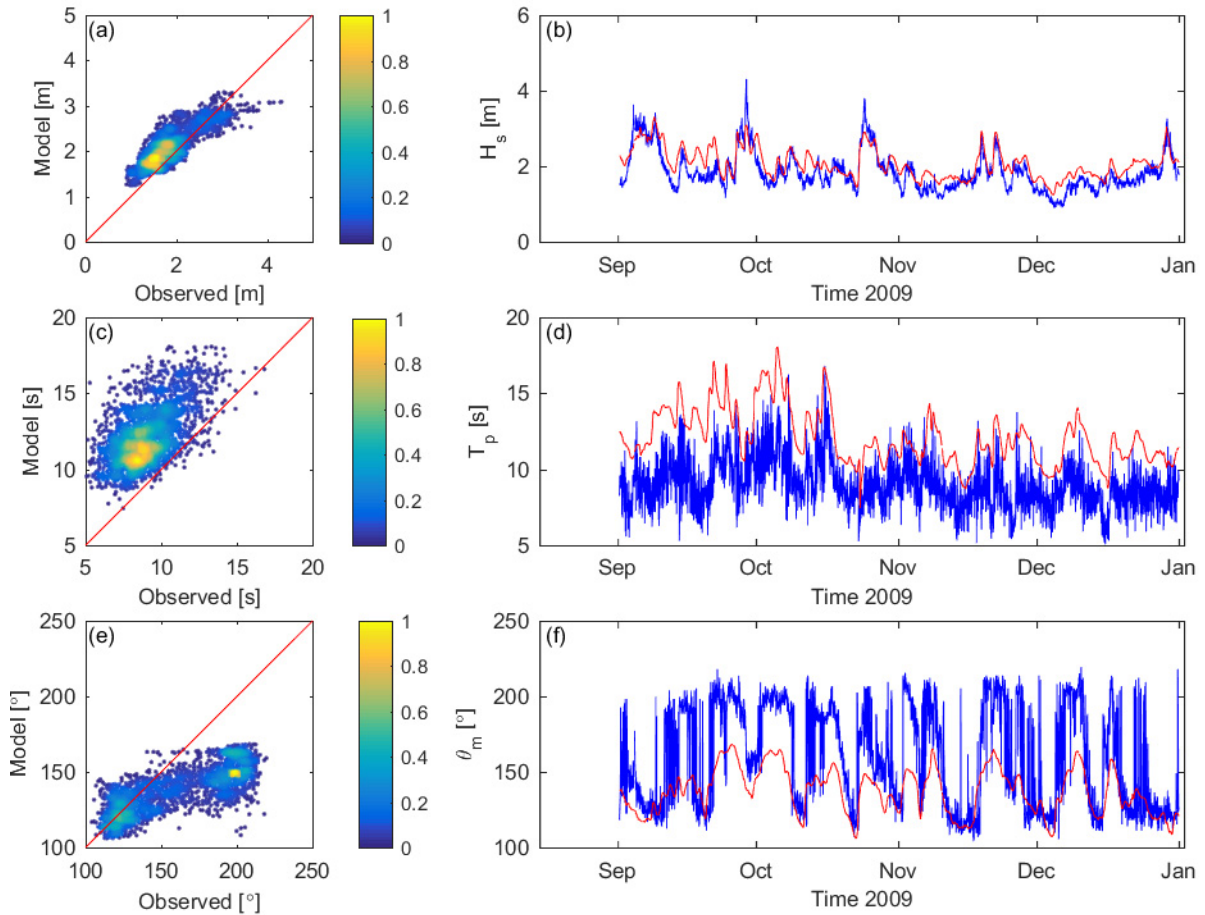 (a)
5
4
3
2
1
0
Model [m]
0 2 4
Observed [m]
1
0.8
0.6
0.4
0.2
0
(b)
6
4
2
0
H_s [m]
Sep Oct Nov Dec Jan
Time 2009
(c)
20
15
10
5
Model [s]
5 10 15 20
Observed [s]
1
0.8
0.6
0.4
0.2
0
(d)
20
15
10
5
T_p [s]
Sep Oct Nov Dec Jan
Time 2009
(e)
250
200
150
100
Model [°]
100 150 200 250
Observed [°]
1
0.8
0.6
0.4
0.2
0
(f)
250
200
150
100
θ_m [°]
Sep Oct Nov Dec Jan
Time 2009